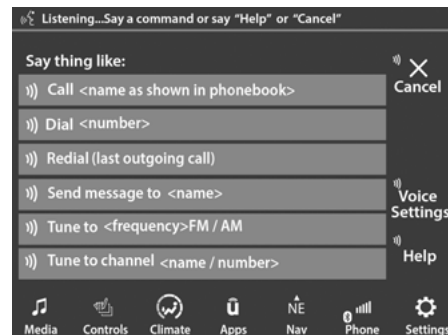 Listening...Say a command or say “Help” or “Cancel”
Say thing like:
Call <name as shown in phonebook>
Dial <number>
Redial (last outgoing call)
Send message to <name>
Tune to <frequency>FM / AM
Tune to channel <name / number>
Cancel
Voice
Settings
Help
NE
Media Controls Climate Apps Nav Phone Settings